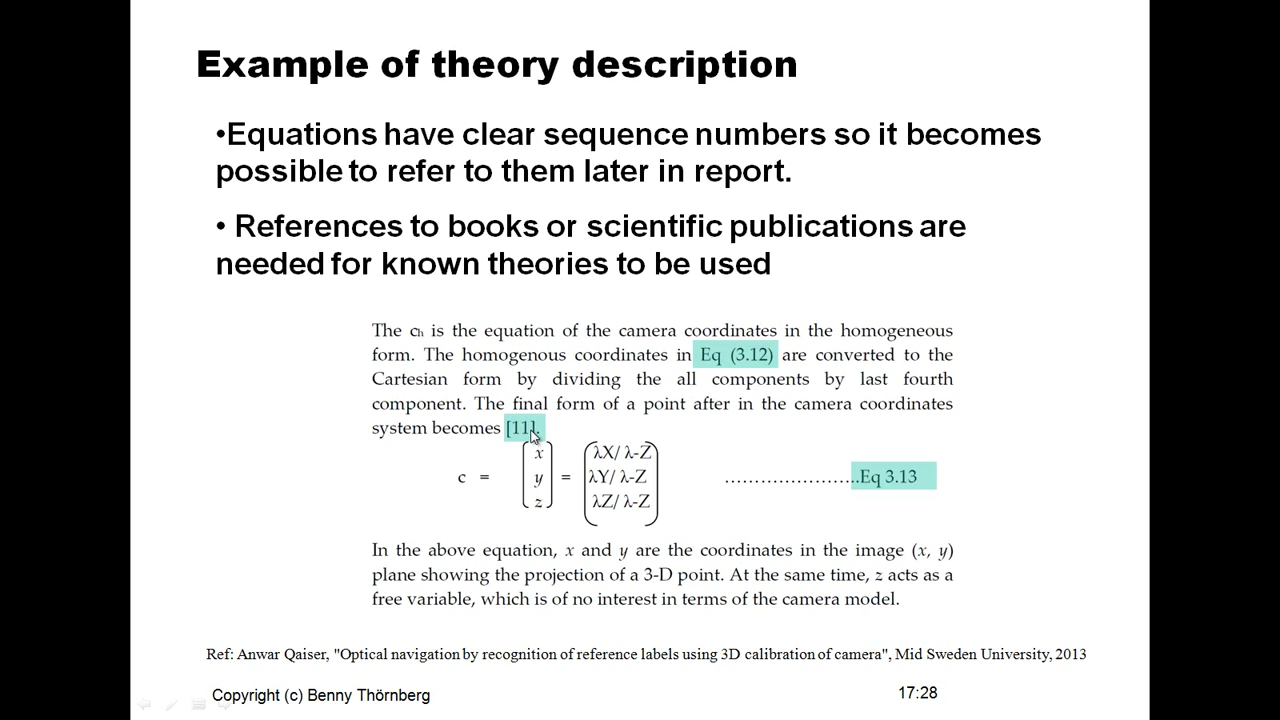 Example of theory description
•Equations have clear sequence numbers so it becomes
possible to refer to them later in report.
• References to books or scientific publications are
needed for known theories to be used
The cₕ is the equation of the camera coordinates in the homogeneous
form. The homogenous coordinates in Eq (3.12) are converted to the
Cartesian form by dividing the all components by last fourth
component. The final form of a point after in the camera coordinates
system becomes [11].
x λX/ λ-Z
c = y = λY/ λ-Z …………………..Eq 3.13
z λZ/ λ-Z
In the above equation, x and y are the coordinates in the image (x, y)
plane showing the projection of a 3-D point. At the same time, z acts as a
free variable, which is of no interest in terms of the camera model.
Ref: Anwar Qaiser, "Optical navigation by recognition of reference labels using 3D calibration of camera", Mid Sweden University, 2013
Copyright (c) Benny Thörnberg 17:28